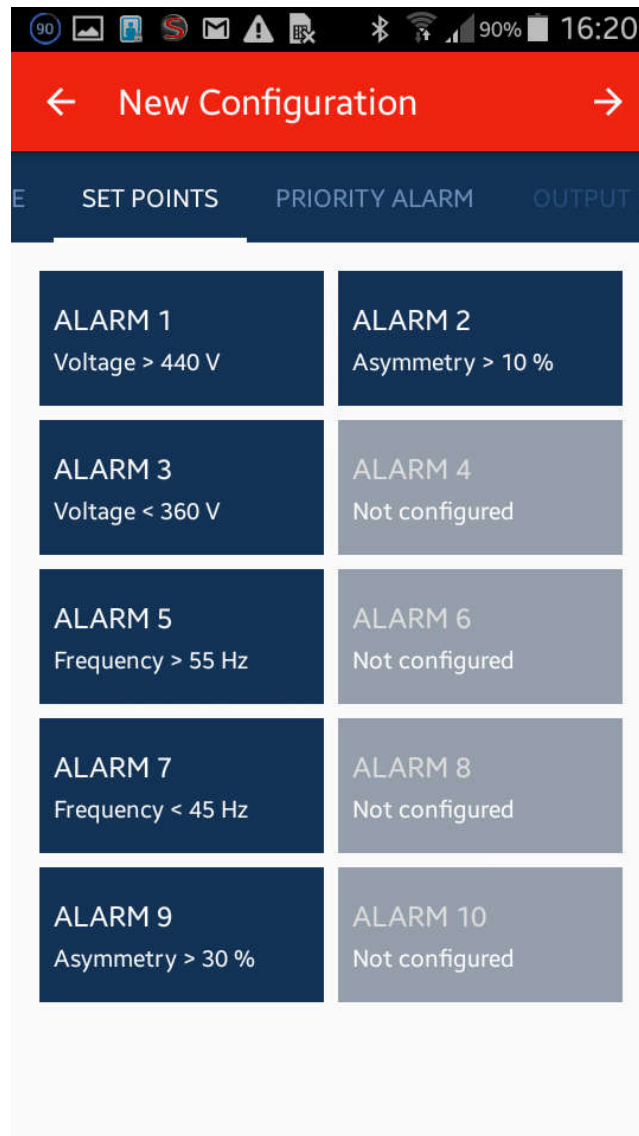 90 90% 16:20
New Configuration
E SET POINTS PRIORITY ALARM OUTPUT
ALARM 1
Voltage > 440 V
ALARM 2
Asymmetry > 10 %
ALARM 3
Voltage < 360 V
ALARM 4
Not configured
ALARM 5
Frequency > 55 Hz
ALARM 6
Not configured
ALARM 7
Frequency < 45 Hz
ALARM 8
Not configured
ALARM 9
Asymmetry > 30 %
ALARM 10
Not configured